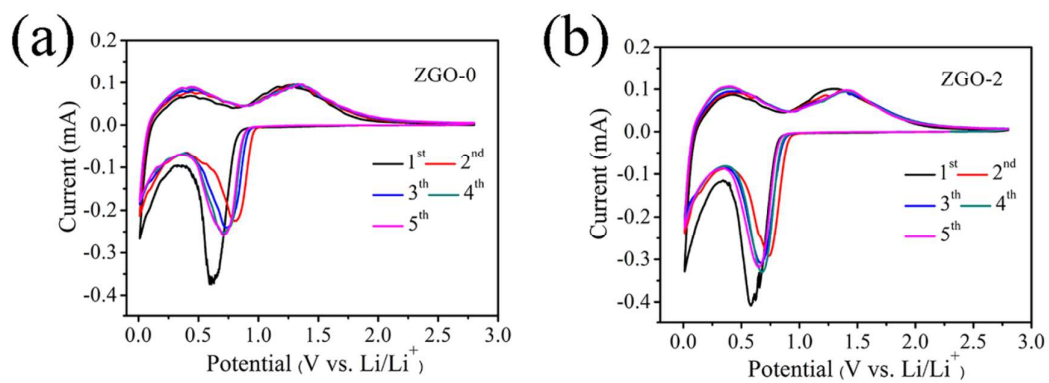 (a)
ZGO-0
0.2
0.1
0.0
-0.1
-0.2
-0.3
-0.4
Current (mA)
1st 2nd
3th 4th
5th
0.0 0.5 1.0 1.5 2.0 2.5 3.0
Potential (V vs. Li/Li+)
(b)
ZGO-2
0.2
0.1
0.0
-0.1
-0.2
-0.3
-0.4
Current (mA)
1st 2nd
3th 4th
5th
0.0 0.5 1.0 1.5 2.0 2.5 3.0
Potential (V vs. Li/Li+)